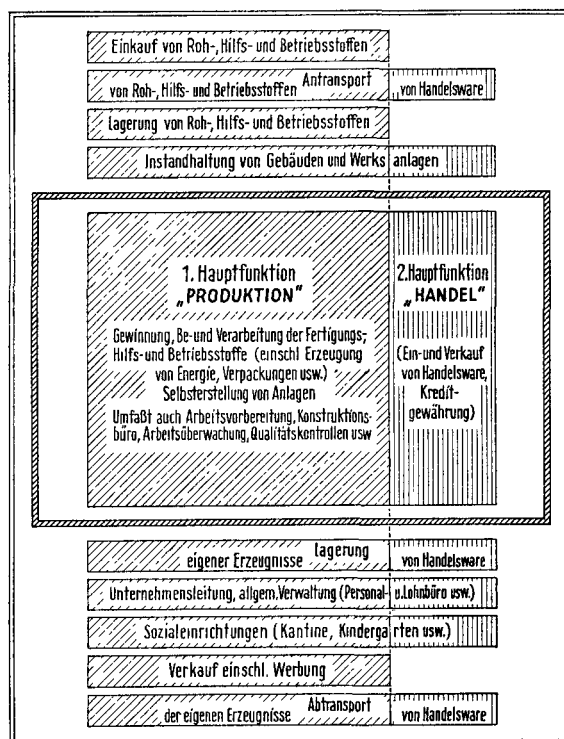 Einkauf von Roh-, Hilfs- und Betriebsstoffen
Antransport
von Roh-, Hilfs- und Betriebsstoffen von Handelsware
Lagerung von Roh-, Hilfs- und Betriebsstoffen
Instandhaltung von Gebäuden und Werksanlagen
1. Hauptfunktion
„PRODUKTION"
Gewinnung, Be- und Verarbeitung der Fertigungs-,
Hilfs- und Betriebsstoffe (einschl Erzeugung
von Energie, Verpackungen usw.)
Selbsterstellung von Anlagen
Umfaßt auch Arbeitsvorbereitung, Konstruktions-
büro, Arbeitsüberwachung, Qualitätskontrollen usw
2. Hauptfunktion
„HANDEL"
(Ein- und Verkauf
von Handelsware,
Kredit-
gewährung)
Lagerung
eigener Erzeugnisse von Handelsware
Unternehmensleitung, allgem. Verwaltung (Personal- u. Lohnbüro usw.)
Sozialeinrichtungen (Kantine, Kindergarten usw.)
Verkauf einschl. Werbung
Abtransport
der eigenen Erzeugnisse von Handelsware